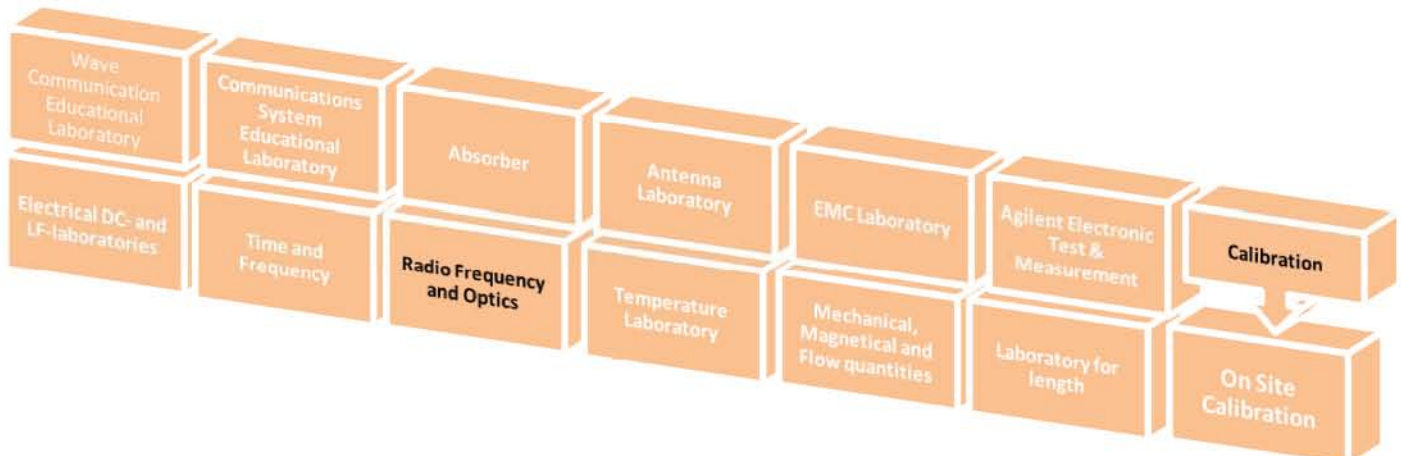 Wave
Communication
Educational
Laboratory
Communications
System
Educational
Laboratory
Absorber
Antenna
Laboratory
EMC Laboratory
Agilent Electronic
Test &
Measurement
Calibration
Electrical DC- and
LF-laboratories
Time and
Frequency
Radio Frequency
and Optics
Temperature
Laboratory
Mechanical,
Magnetical and
Flow quantities
Laboratory for
length
On Site
Calibration